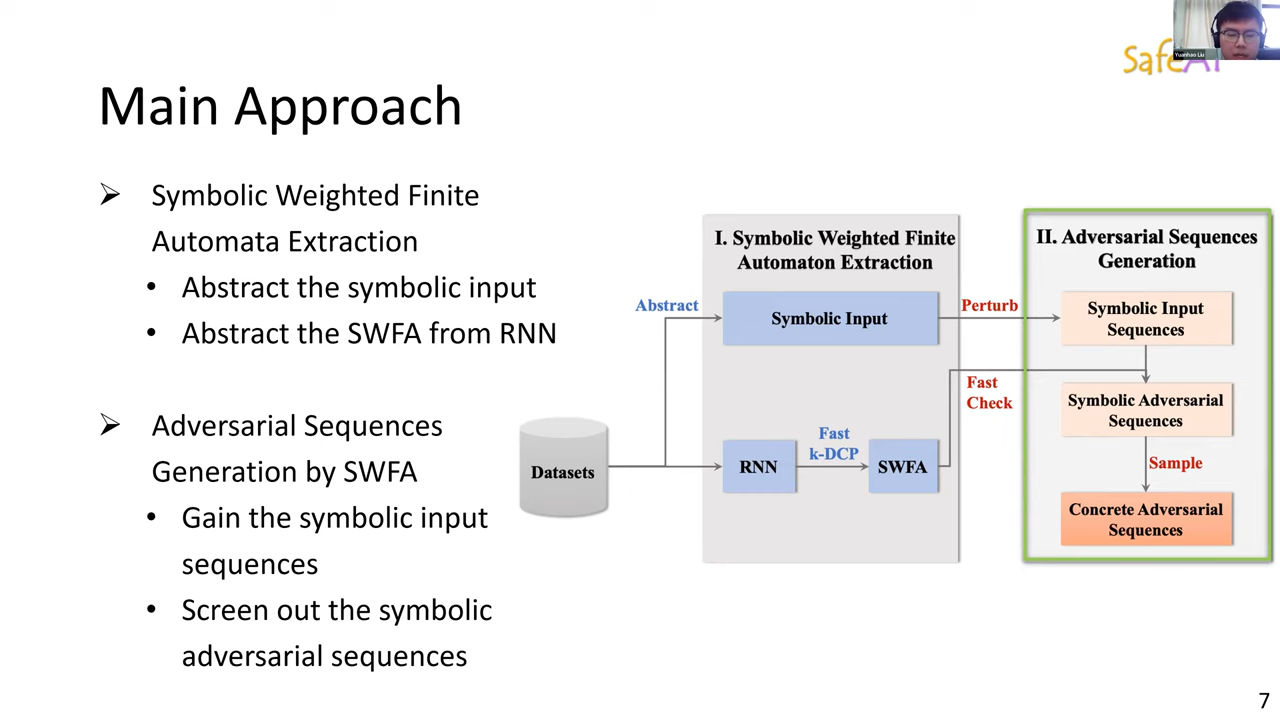 Yuanhao Liu
SafeAI
Main Approach
Symbolic Weighted Finite
Automata Extraction
• Abstract the symbolic input
• Abstract the SWFA from RNN
Adversarial Sequences
Generation by SWFA
• Gain the symbolic input
sequences
• Screen out the symbolic
adversarial sequences
Datasets
Abstract
I. Symbolic Weighted Finite
Automaton Extraction
Symbolic Input
RNN
Fast
k-DCP
SWFA
Perturb
Fast
Check
II. Adversarial Sequences
Generation
Symbolic Input
Sequences
Symbolic Adversarial
Sequences
Sample
Concrete Adversarial
Sequences
7